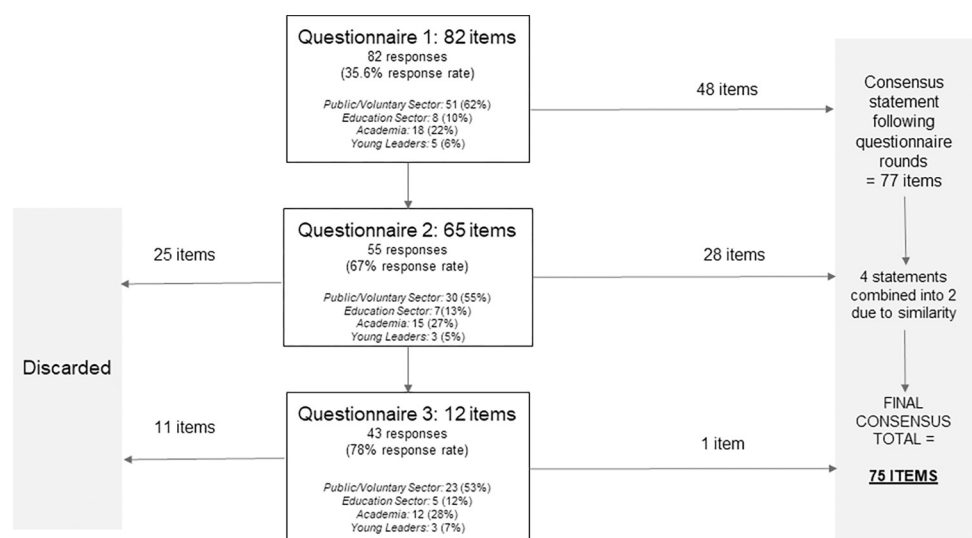 Questionnaire 1: 82 items
82 responses
(35.6% response rate)
Public/Voluntary Sector: 51 (62%)
Education Sector: 8 (10%)
Academia: 18 (22%)
Young Leaders: 5 (6%)
48 items
Consensus
statement
following
questionnaire
rounds
= 77 items
Questionnaire 2: 65 items
55 responses
(67% response rate)
Public/Voluntary Sector: 30 (55%)
Education Sector: 7(13%)
Academia: 15 (27%)
Young Leaders: 3 (5%)
25 items
28 items
4 statements
combined into 2
due to similarity
Discarded
Questionnaire 3: 12 items
43 responses
(78% response rate)
Public/Voluntary Sector: 23 (53%)
Education Sector: 5 (12%)
Academia: 12 (28%)
Young Leaders: 3 (7%)
11 items
1 item
FINAL
CONSENSUS
TOTAL =
75 ITEMS